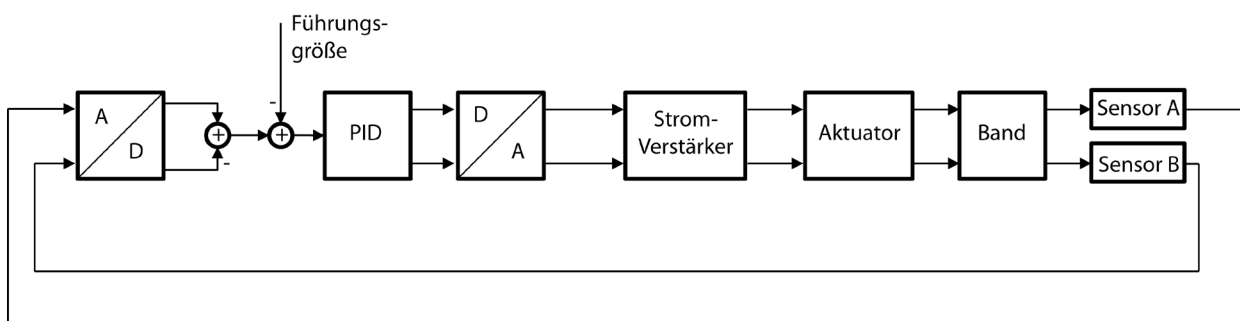 Führungs-
größe
-
A
D
+
-
+
PID
D
A
Strom-
Verstärker
Aktuator
Band
Sensor A
Sensor B